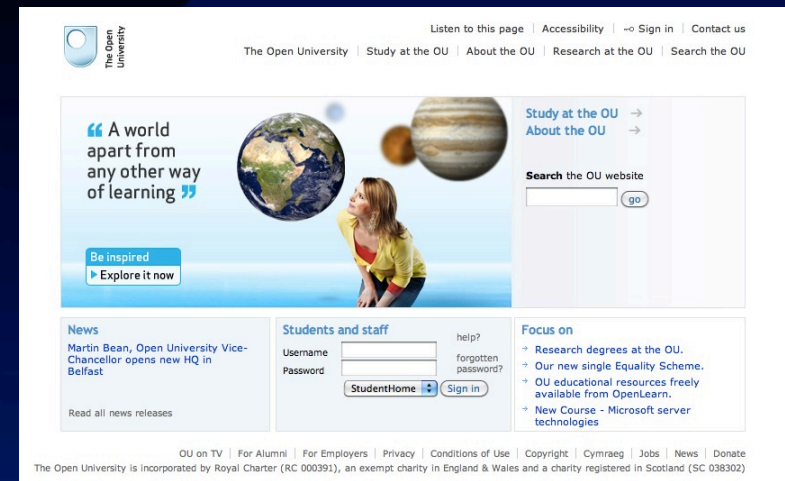 The Open
University
Listen to this page | Accessibility | Sign in | Contact us
The Open University | Study at the OU | About the OU | Research at the OU | Search the OU
“ A world
apart from
any other way
of learning ”
Be inspired
Explore it now
Study at the OU →
About the OU →
Search the OU website
go
News
Martin Bean, Open University Vice-
Chancellor opens new HQ in
Belfast
Read all news releases
Students and staff
help?
Username
forgotten
password?
Password
StudentHome
Sign in
Focus on
Research degrees at the OU.
Our new single Equality Scheme.
OU educational resources freely
available from OpenLearn.
New Course - Microsoft server
technologies
OU on TV | For Alumni | For Employers | Privacy | Conditions of Use | Copyright | Cymraeg | Jobs | News | Donate
The Open University is incorporated by Royal Charter (RC 000391), an exempt charity in England & Wales and a charity registered in Scotland (SC 038302)